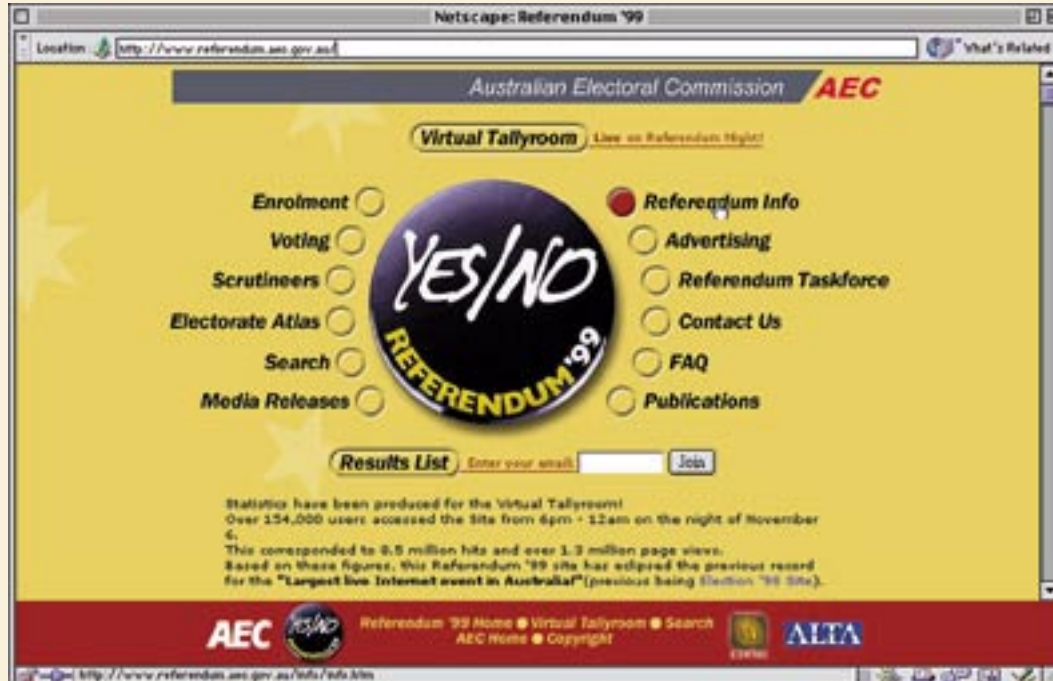 Netscape: Referendum '99
Location http://www.referendum.aec.gov.au/ What's Related
Australian Electoral Commission AEC
Virtual Tallyroom Live on Referendum Night!
Enrolment Referendum Info
Voting Advertising
Scrutineers Referendum Taskforce
Electorate Atlas Contact Us
Search FAQ
Media Releases Publications
YES/NO
REFERENDUM '99
Results List Enter your email: Join
Statistics have been produced for the Virtual Tallyroom!
Over 154,000 users accessed the Site from 6pm - 12am on the night of November
6.
This corresponded to 8.5 million hits and over 1.3 million page views.
Based on these figures, this Referendum '99 site has eclipsed the previous record
for the "Largest live Internet event in Australia!" (previous being Election '98 Site).
AEC YES/NO Referendum '99 Home Virtual Tallyroom Search
AEC Home Copyright
ALTA
http://www.referendum.aec.gov.au/info/info.htm